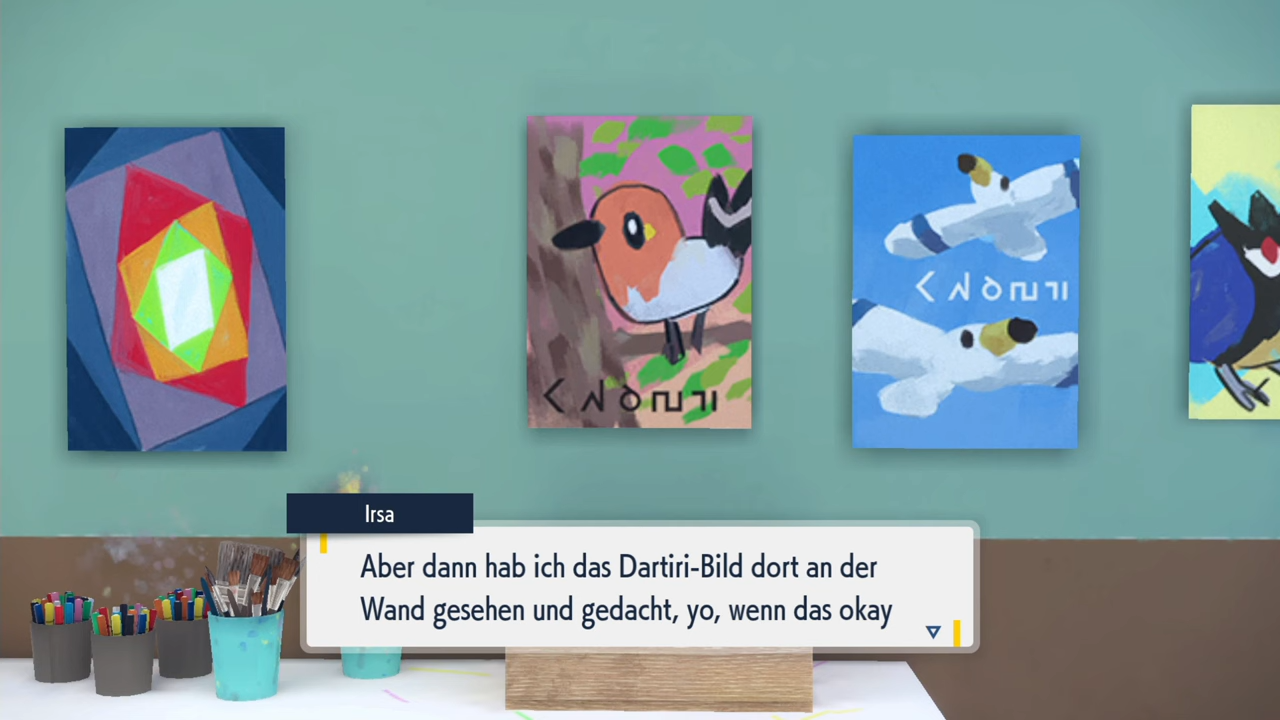 Irsa
Aber dann hab ich das Dartiri-Bild dort an der
Wand gesehen und gedacht, yo, wenn das okay